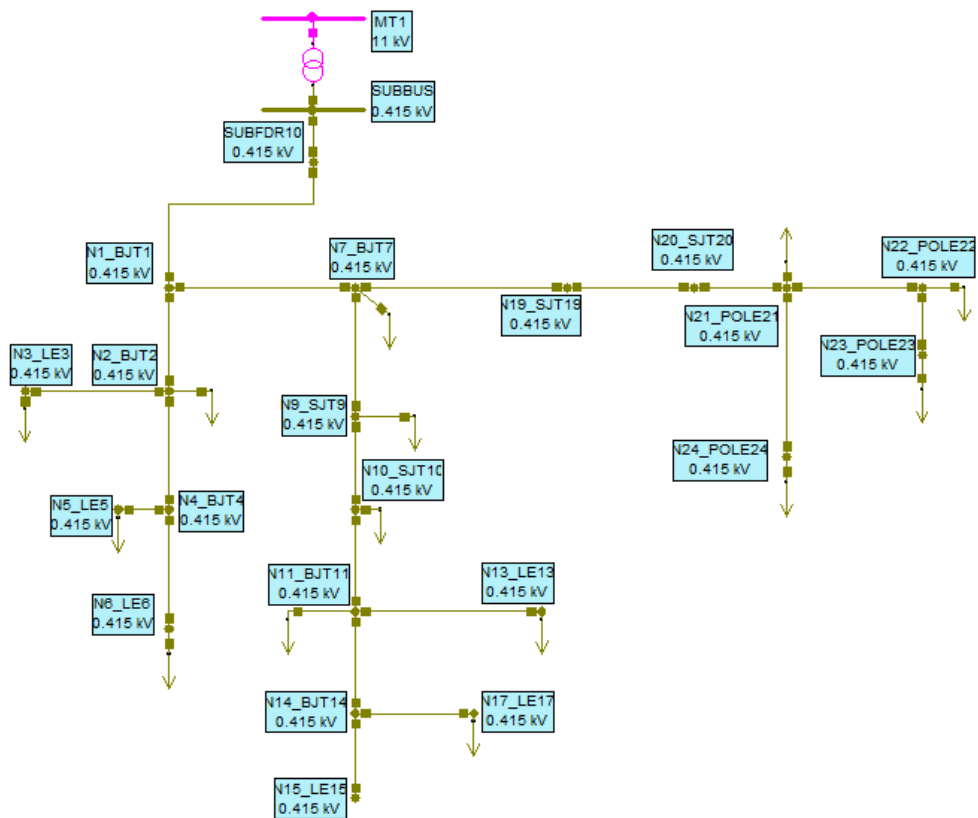 MT1
11 kV
SUBBUS
0.415 kV
SUBFDR10
0.415 kV
N1_BJT1
0.415 kV
N7_BJT7
0.415 kV
N20_SJT20
0.415 kV
N22_POLE22
0.415 kV
N19_SJT19
0.415 kV
N21_POLE21
0.415 kV
N23_POLE23
0.415 kV
N3_LE3
0.415 kV
N2_BJT2
0.415 kV
N9_SJT9
0.415 kV
N10_SJT10
0.415 kV
N24_POLE24
0.415 kV
N5_LE5
0.415 kV
N4_BJT4
0.415 kV
N11_BJT11
0.415 kV
N13_LE13
0.415 kV
N6_LE6
0.415 kV
N14_BJT14
0.415 kV
N17_LE17
0.415 kV
N15_LE15
0.415 kV